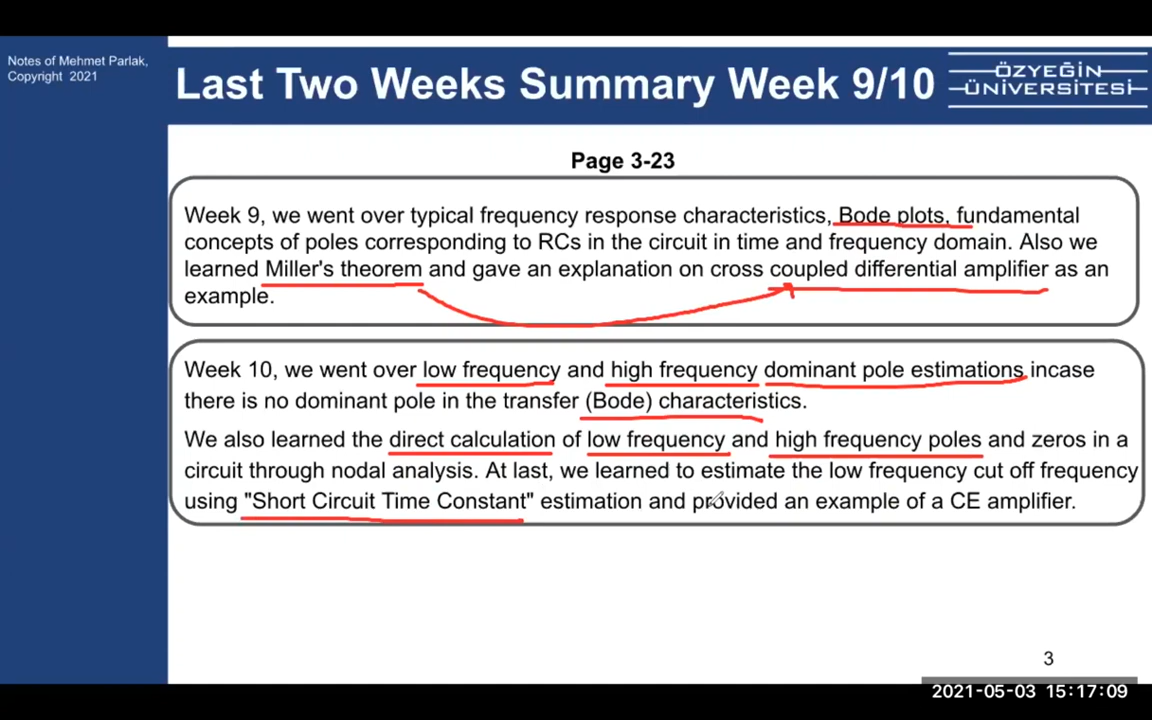 Notes of Mehmet Parlak,
Copyright 2021
Last Two Weeks Summary Week 9/10
ÖZYEĞİN
ÜNİVERSİTESİ
Page 3-23
Week 9, we went over typical frequency response characteristics, Bode plots, fundamental
concepts of poles corresponding to RCs in the circuit in time and frequency domain. Also we
learned Miller's theorem and gave an explanation on cross coupled differential amplifier as an
example.
Week 10, we went over low frequency and high frequency dominant pole estimations incase
there is no dominant pole in the transfer (Bode) characteristics.
We also learned the direct calculation of low frequency and high frequency poles and zeros in a
circuit through nodal analysis. At last, we learned to estimate the low frequency cut off frequency
using "Short Circuit Time Constant" estimation and provided an example of a CE amplifier.
3
2021-05-03 15:17:09